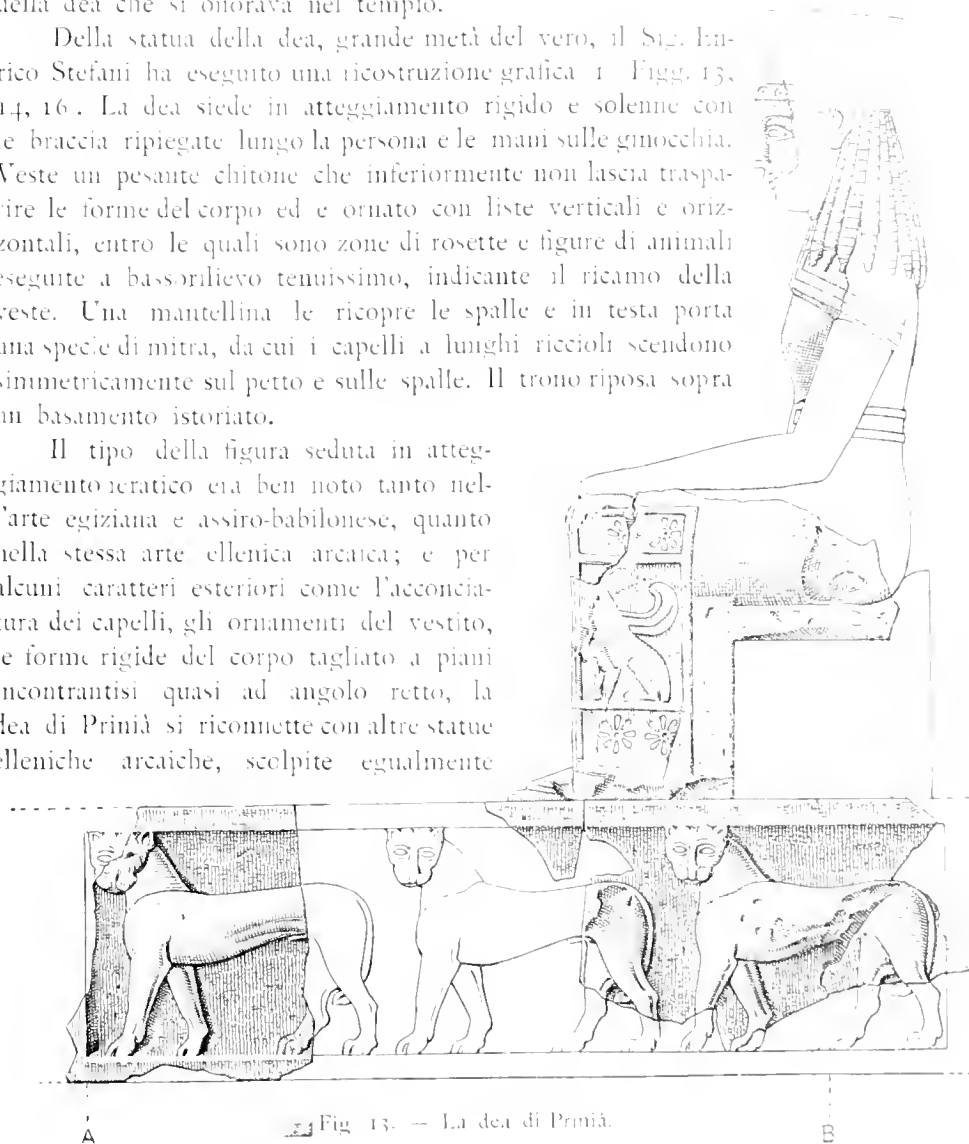 della dea che si onorava nel tempio.
Della statua della dea, grande metà del vero, il Sig. En-
rico Stefani ha eseguito una ricostruzione grafica 1 Figg. 13,
14, 16. La dea siede in atteggiamento rigido e solenne con
le braccia ripiegate lungo la persona e le mani sulle ginocchia.
Veste un pesante chitone che inferiormente non lascia traspa-
rire le forme del corpo ed e ornato con liste verticali e oriz-
zontali, entro le quali sono zone di rosette e figure di animali
eseguite a bassorilievo tenuissimo, indicante il ricamo della
veste. Una mantellina le ricopre le spalle e in testa porta
una specie di mitra, da cui i capelli a lunghi riccioli scendono
simmetricamente sul petto e sulle spalle. Il trono riposa sopra
un basamento istoriato.
Il tipo della figura seduta in atteg-
giamento ieratico era ben noto tanto nel-
l'arte egiziana e assiro-babilonese, quanto
nella stessa arte ellenica arcaica; e per
alcuni caratteri esteriori come l'acconcia-
tura dei capelli, gli ornamenti del vestito,
le forme rigide del corpo tagliato a piani
incontrantisi quasi ad angolo retto, la
dea di Prinià si riconnette con altre statue
elleniche arcaiche, scolpite egualmente
A
B
Fig 13. — La dea di Prinià.